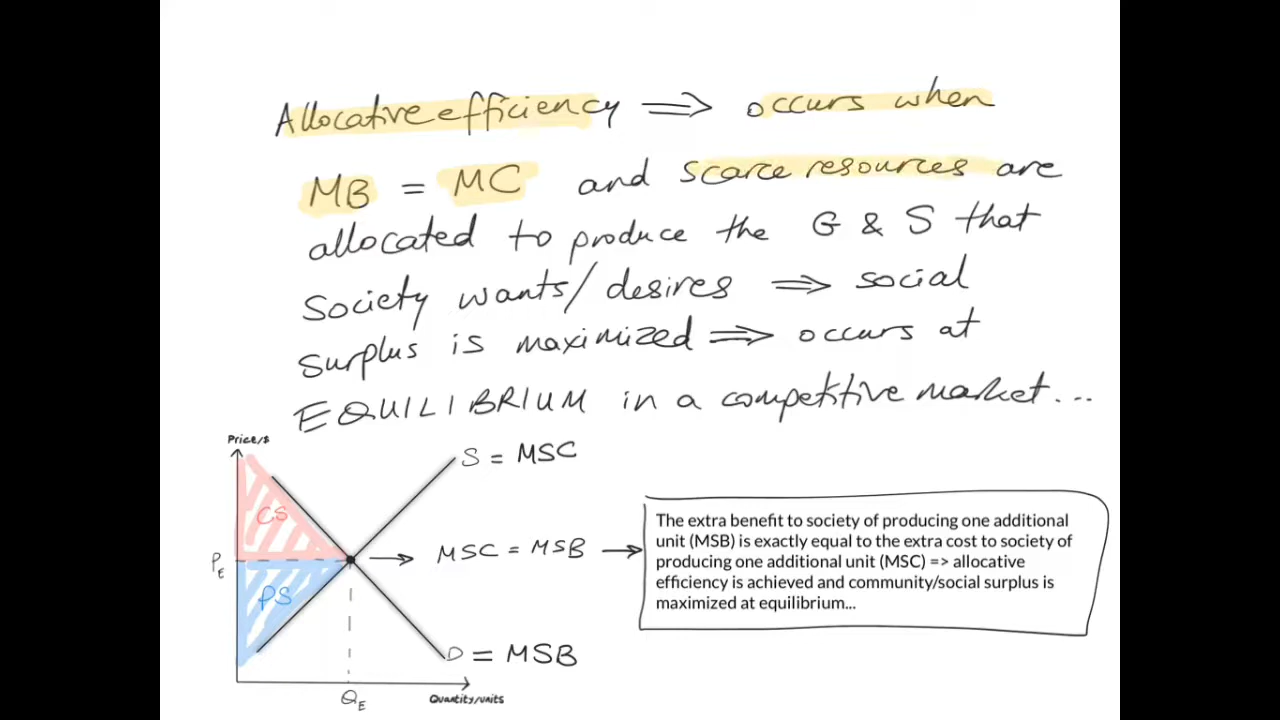 Allocative efficiency ⇒ occurs when
MB = MC and scarce resources are
allocated to produce the G & S that
society wants/desires ⇒ social
surplus is maximized ⇒ occurs at
EQUILIBRIUM in a competitive market...
Price/$
S = MSC
CS
The extra benefit to society of producing one additional
unit (MSB) is exactly equal to the extra cost to society of
producing one additional unit (MSC) => allocative
efficiency is achieved and community/social surplus is
maximized at equilibrium...
MSC = MSB
PE
PS
D = MSB
QE
Quantity/units